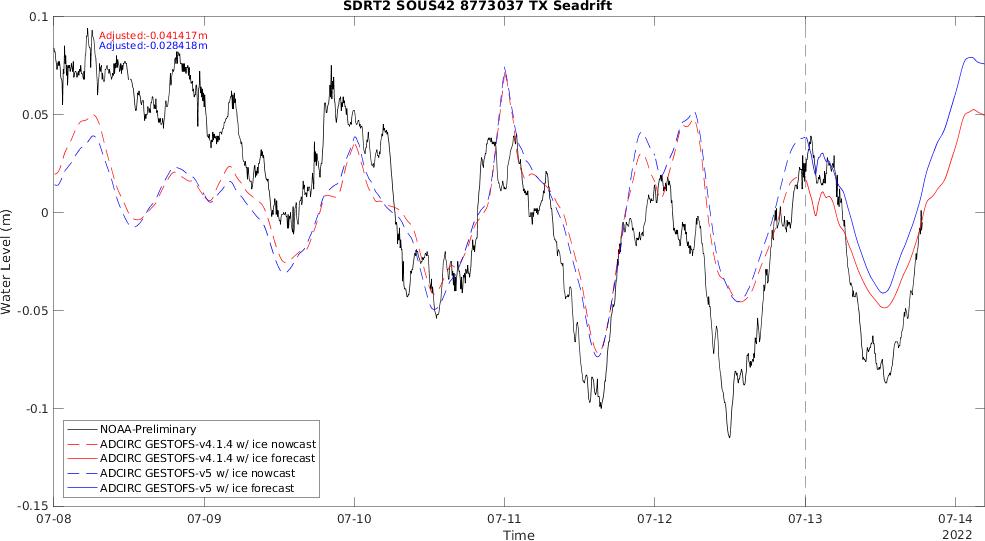 SDRT2 SOUS42 8773037 TX Seadrift
Adjusted:-0.041417m
Adjusted:-0.028418m
Water Level (m)
0.1
0.05
0
-0.05
-0.1
-0.15
NOAA-Preliminary
ADCIRC GESTOFS-v4.1.4 w/ ice nowcast
ADCIRC GESTOFS-v4.1.4 w/ ice forecast
ADCIRC GESTOFS-v5 w/ ice nowcast
ADCIRC GESTOFS-v5 w/ ice forecast
07-08 07-09 07-10 07-11 07-12 07-13 07-14
Time
2022